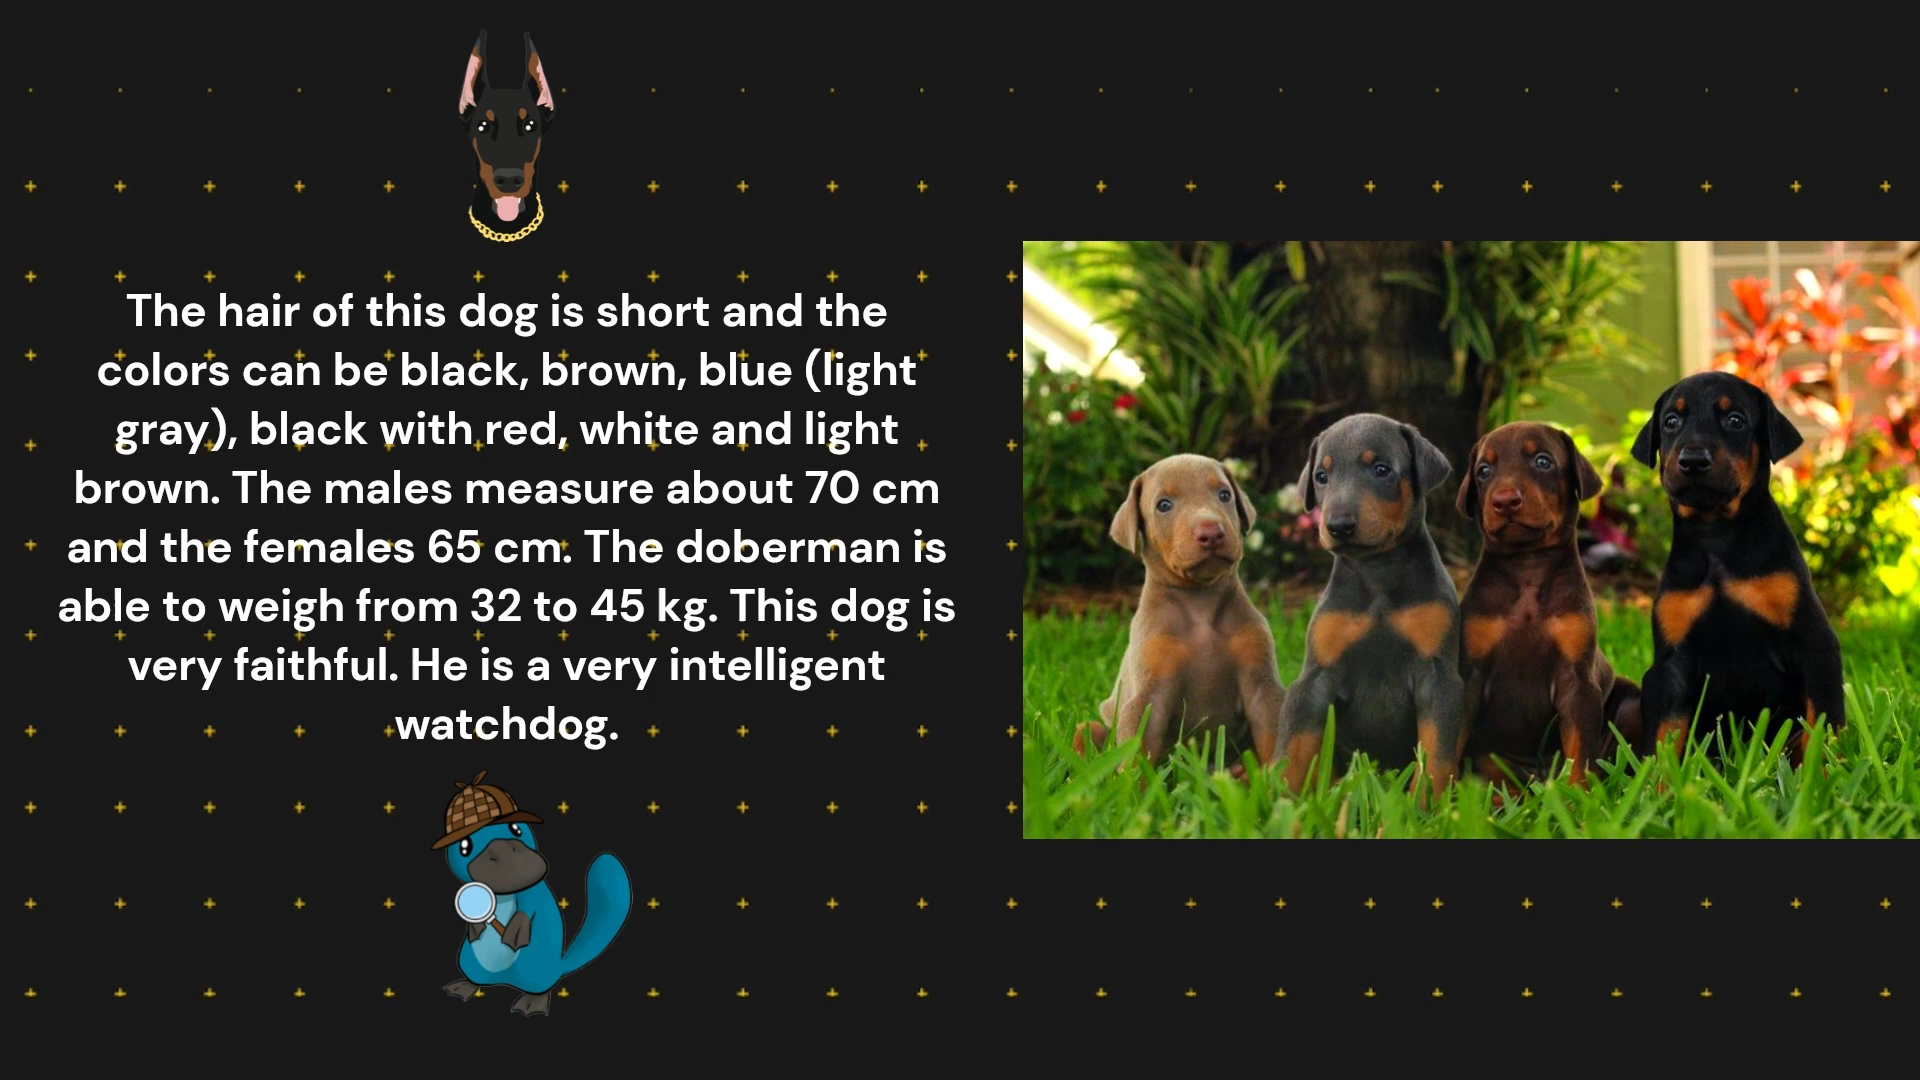 The hair of this dog is short and the
colors can be black, brown, blue (light
gray), black with red, white and light
brown. The males measure about 70 cm
and the females 65 cm. The doberman is
able to weigh from 32 to 45 kg. This dog is
very faithful. He is a very intelligent
watchdog.